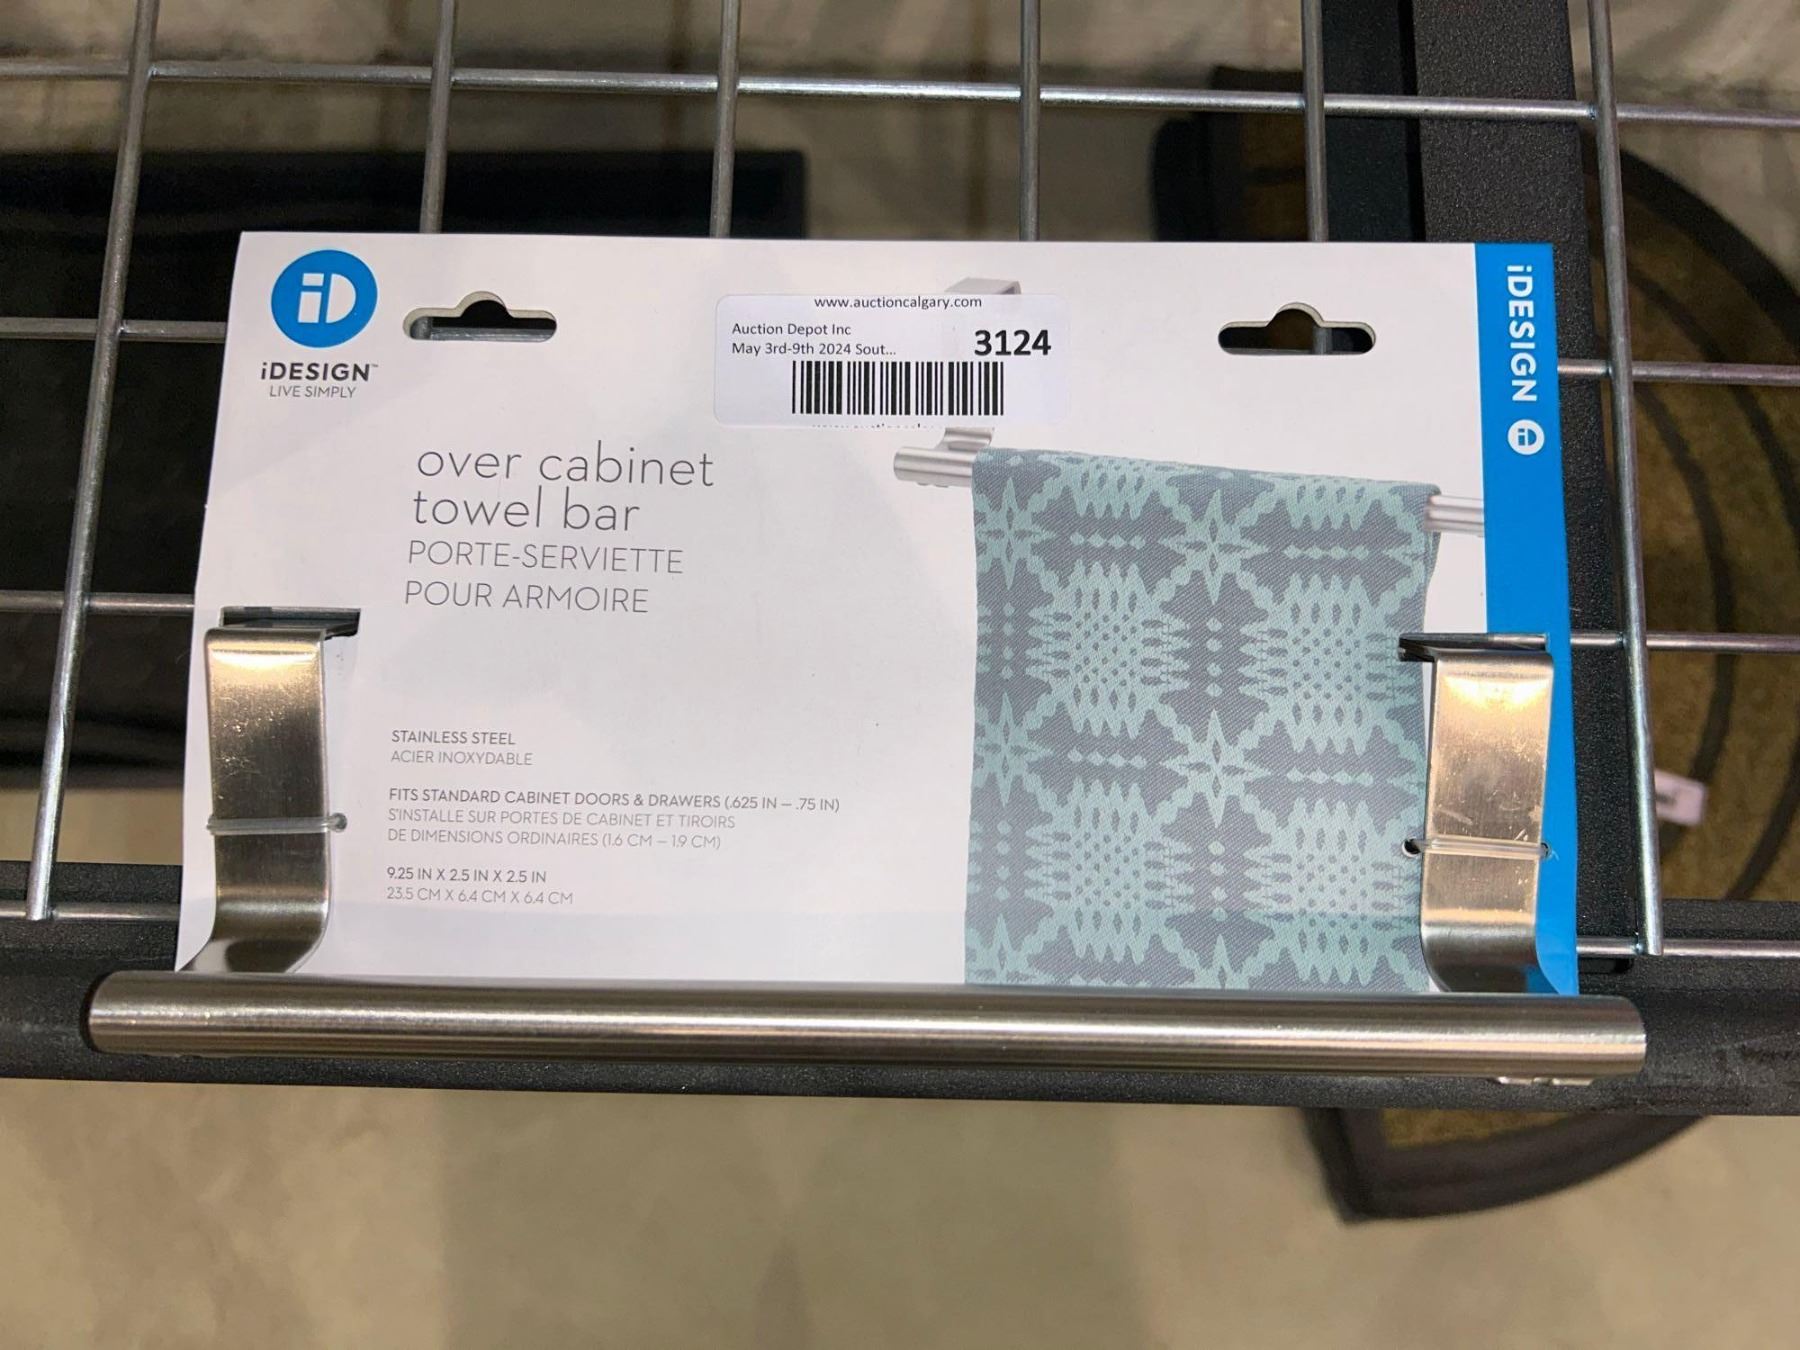 iD
iDESIGN™
LIVE SIMPLY
www.auctioncalgary.com
Auction Depot Inc
May 3rd-9th 2024 Sout...
3124
iDESIGN iD
over cabinet
towel bar
PORTE-SERVIETTE
POUR ARMOIRE
STAINLESS STEEL
ACIER INOXYDABLE
FITS STANDARD CABINET DOORS & DRAWERS (.625 IN – .75 IN)
S'INSTALLE SUR PORTES DE CABINET ET TIROIRS
DE DIMENSIONS ORDINAIRES (1.6 CM – 1.9 CM)
9.25 IN X 2.5 IN X 2.5 IN
23.5 CM X 6.4 CM X 6.4 CM